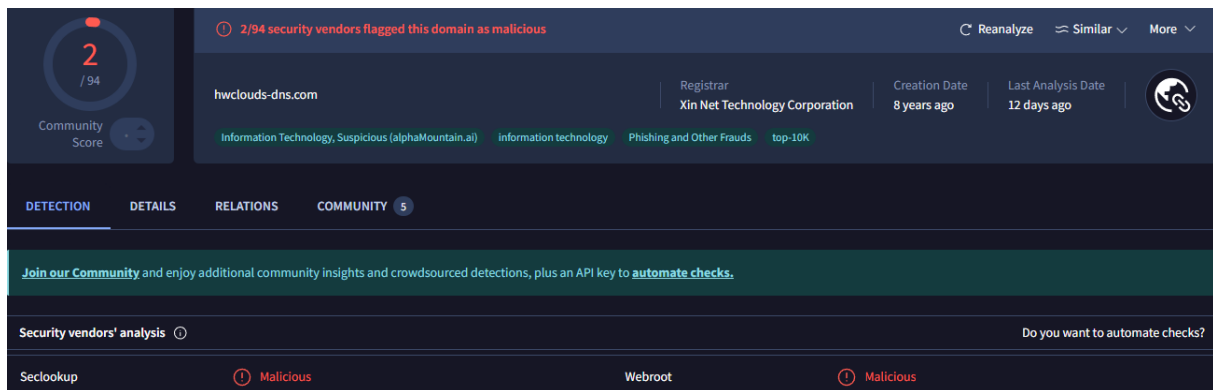 2/94 security vendors flagged this domain as malicious
Reanalyze Similar More
2
/ 94
Community
Score
hwclouds-dns.com
Registrar
Xin Net Technology Corporation
Creation Date
8 years ago
Last Analysis Date
12 days ago
Information Technology, Suspicious (alphaMountain.ai) information technology Phishing and Other Frauds top-10K
DETECTION DETAILS RELATIONS COMMUNITY 5
Join our Community and enjoy additional community insights and crowdsourced detections, plus an API key to automate checks.
Security vendors' analysis Do you want to automate checks?
Seclookup Malicious Webroot Malicious